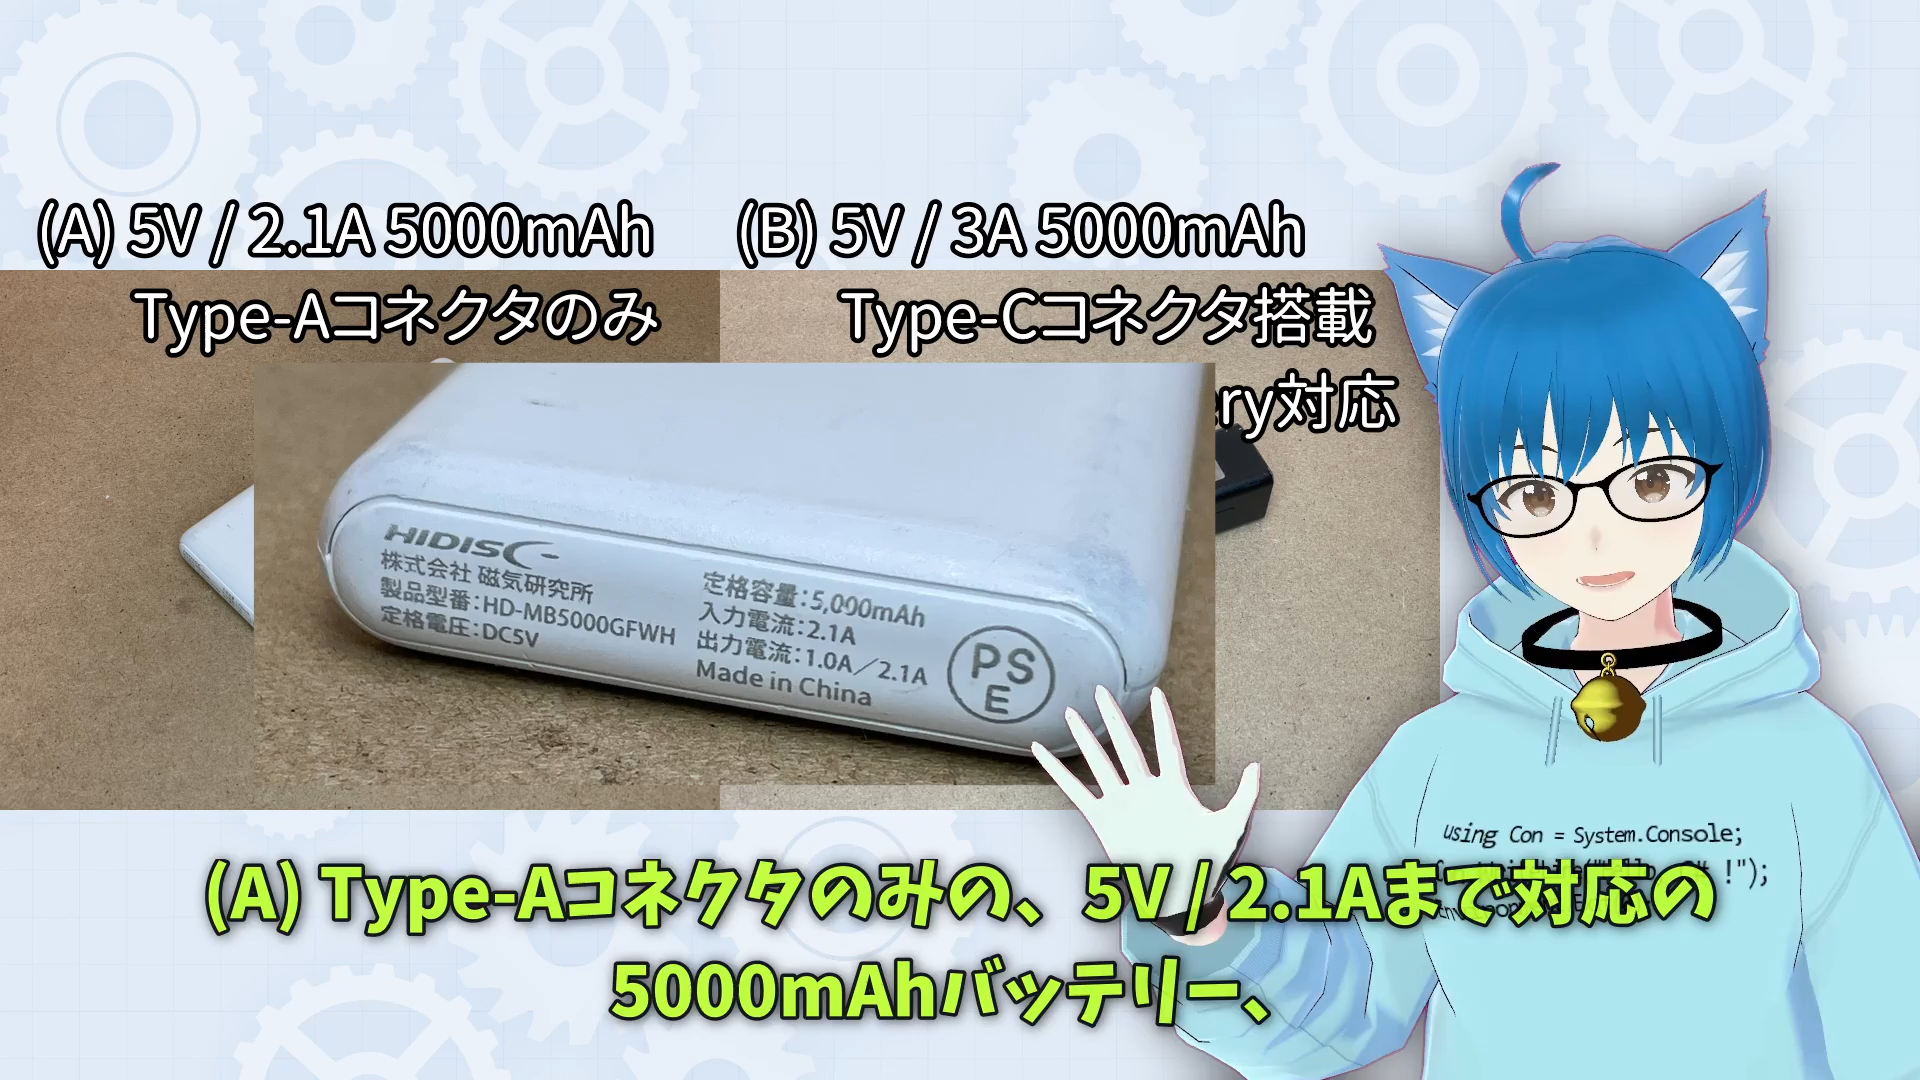 (A) 5V / 2.1A 5000mAh
Type-Aコネクタのみ
(B) 5V / 3A 5000mAh
Type-Cコネクタ搭載
ry対応
HIDISC
株式会社 磁気研究所
製品型番:HD-MB5000GFWH
定格電圧:DC5V
定格容量:5,000mAh
入力電流:2.1A
出力電流:1.0A/2.1A
Made in China
PS
E
using Con = System.Console;
!");
(A) Type-Aコネクタのみの、5V / 2.1Aまで対応の
5000mAhバッテリー、